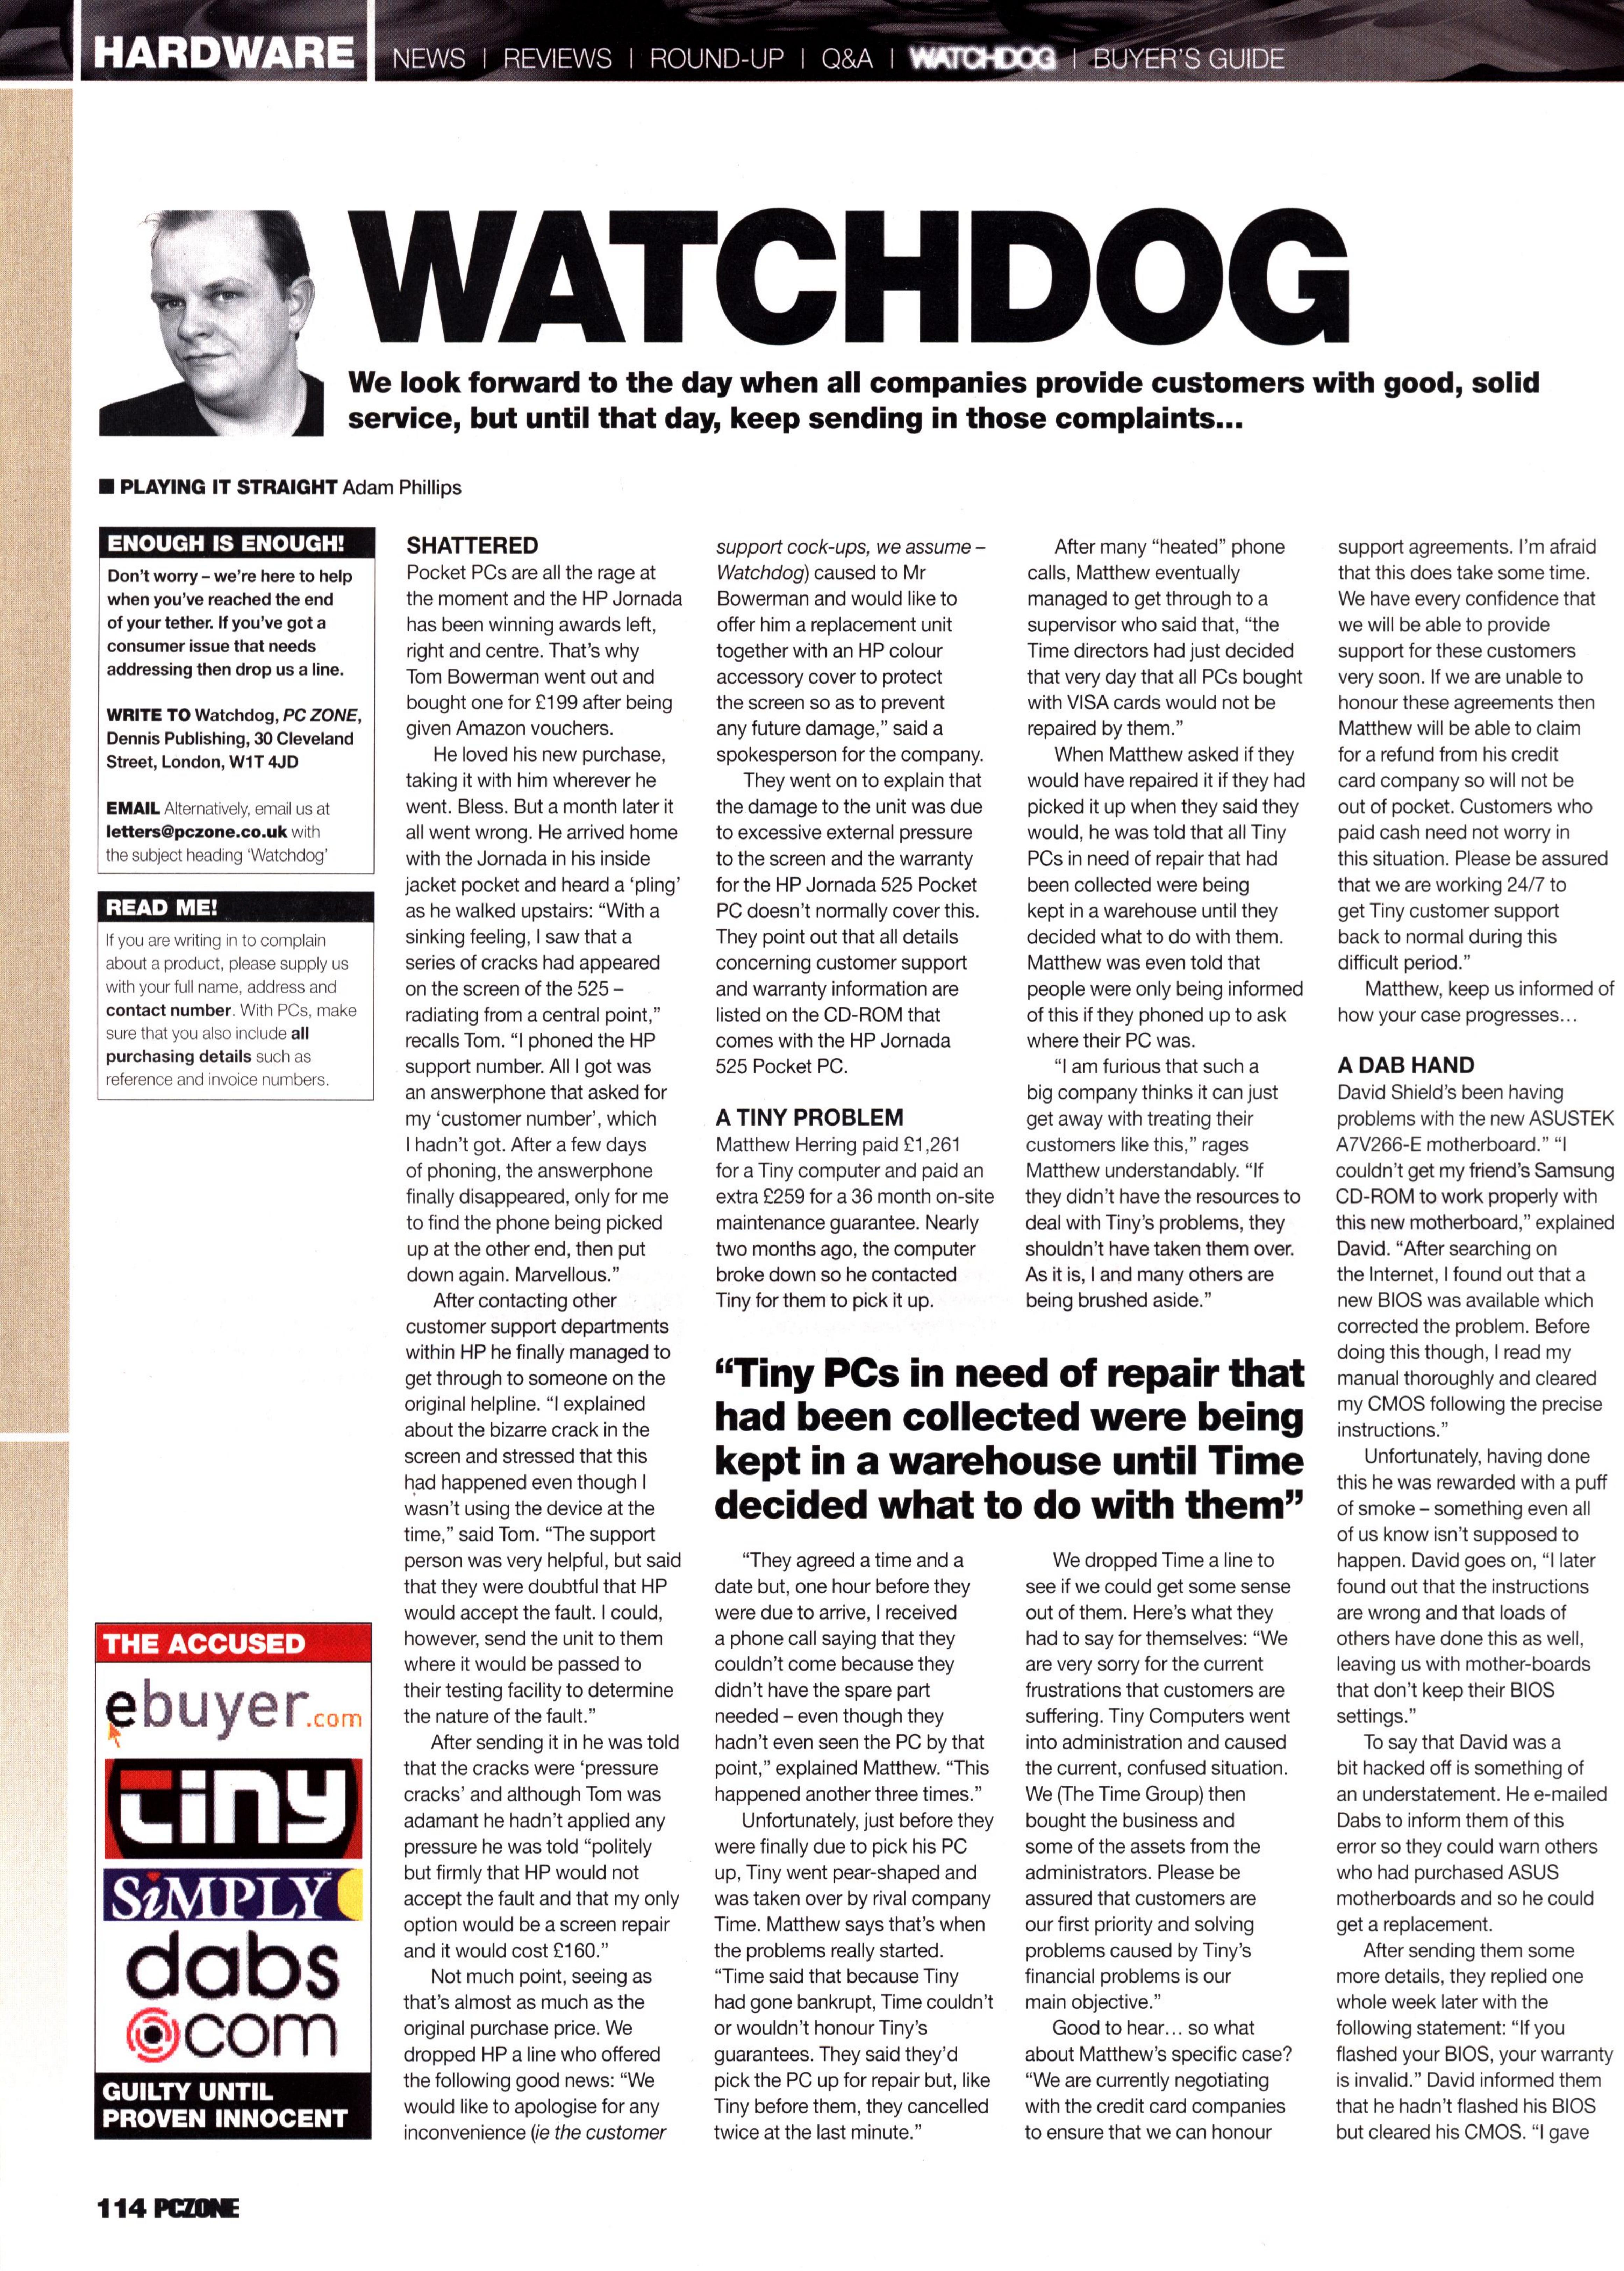 HARDWARE
NEWS | REVIEWS | ROUND-UP | Q&A | WATCHDOG | BUYER'S GUIDE
WATCHDOG
We look forward to the day when all companies provide customers with good, solid
service, but until that day, keep sending in those complaints...
■ PLAYING IT STRAIGHT Adam Phillips
ENOUGH IS ENOUGH!
Don't worry – we're here to help
when you've reached the end
of your tether. If you've got a
consumer issue that needs
addressing then drop us a line.
WRITE TO Watchdog, PC ZONE,
Dennis Publishing, 30 Cleveland
Street, London, W1T 4JD
EMAIL Alternatively, email us at
letters@pczone.co.uk with
the subject heading 'Watchdog'
READ ME!
If you are writing in to complain
about a product, please supply us
with your full name, address and
contact number. With PCs, make
sure that you also include all
purchasing details such as
reference and invoice numbers.
THE ACCUSED
ebuyer.com
tiny
SiMPLY™
dabs
@com
GUILTY UNTIL
PROVEN INNOCENT
SHATTERED
Pocket PCs are all the rage at
the moment and the HP Jornada
has been winning awards left,
right and centre. That's why
Tom Bowerman went out and
bought one for £199 after being
given Amazon vouchers.
He loved his new purchase,
taking it with him wherever he
went. Bless. But a month later it
all went wrong. He arrived home
with the Jornada in his inside
jacket pocket and heard a 'pling'
as he walked upstairs: "With a
sinking feeling, I saw that a
series of cracks had appeared
on the screen of the 525 –
radiating from a central point,"
recalls Tom. "I phoned the HP
support number. All I got was
an answerphone that asked for
my 'customer number', which
I hadn't got. After a few days
of phoning, the answerphone
finally disappeared, only for me
to find the phone being picked
up at the other end, then put
down again. Marvellous."
After contacting other
customer support departments
within HP he finally managed to
get through to someone on the
original helpline. "I explained
about the bizarre crack in the
screen and stressed that this
had happened even though I
wasn't using the device at the
time," said Tom. "The support
person was very helpful, but said
that they were doubtful that HP
would accept the fault. I could,
however, send the unit to them
where it would be passed to
their testing facility to determine
the nature of the fault."
After sending it in he was told
that the cracks were 'pressure
cracks' and although Tom was
adamant he hadn't applied any
pressure he was told "politely
but firmly that HP would not
accept the fault and that my only
option would be a screen repair
and it would cost £160."
Not much point, seeing as
that's almost as much as the
original purchase price. We
dropped HP a line who offered
the following good news: "We
would like to apologise for any
inconvenience (ie the customer
support cock-ups, we assume –
Watchdog) caused to Mr
Bowerman and would like to
offer him a replacement unit
together with an HP colour
accessory cover to protect
the screen so as to prevent
any future damage," said a
spokesperson for the company.
They went on to explain that
the damage to the unit was due
to excessive external pressure
to the screen and the warranty
for the HP Jornada 525 Pocket
PC doesn't normally cover this.
They point out that all details
concerning customer support
and warranty information are
listed on the CD-ROM that
comes with the HP Jornada
525 Pocket PC.
A TINY PROBLEM
Matthew Herring paid £1,261
for a Tiny computer and paid an
extra £259 for a 36 month on-site
maintenance guarantee. Nearly
two months ago, the computer
broke down so he contacted
Tiny for them to pick it up.
"They agreed a time and a
date but, one hour before they
were due to arrive, I received
a phone call saying that they
couldn't come because they
didn't have the spare part
needed – even though they
hadn't even seen the PC by that
point," explained Matthew. "This
happened another three times."
Unfortunately, just before they
were finally due to pick his PC
up, Tiny went pear-shaped and
was taken over by rival company
Time. Matthew says that's when
the problems really started.
"Time said that because Tiny
had gone bankrupt, Time couldn't
or wouldn't honour Tiny's
guarantees. They said they'd
pick the PC up for repair but, like
Tiny before them, they cancelled
twice at the last minute."
After many "heated" phone
calls, Matthew eventually
managed to get through to a
supervisor who said that, "the
Time directors had just decided
that very day that all PCs bought
with VISA cards would not be
repaired by them."
When Matthew asked if they
would have repaired it if they had
picked it up when they said they
would, he was told that all Tiny
PCs in need of repair that had
been collected were being
kept in a warehouse until they
decided what to do with them.
Matthew was even told that
people were only being informed
of this if they phoned up to ask
where their PC was.
"I am furious that such a
big company thinks it can just
get away with treating their
customers like this," rages
Matthew understandably. "If
they didn't have the resources to
deal with Tiny's problems, they
shouldn't have taken them over.
As it is, I and many others are
being brushed aside."
"Tiny PCs in need of repair that
had been collected were being
kept in a warehouse until Time
decided what to do with them"
We dropped Time a line to
see if we could get some sense
out of them. Here's what they
had to say for themselves: "We
are very sorry for the current
frustrations that customers are
suffering. Tiny Computers went
into administration and caused
the current, confused situation.
We (The Time Group) then
bought the business and
some of the assets from the
administrators. Please be
assured that customers are
our first priority and solving
problems caused by Tiny's
financial problems is our
main objective."
Good to hear... so what
about Matthew's specific case?
"We are currently negotiating
with the credit card companies
to ensure that we can honour
support agreements. I'm afraid
that this does take some time.
We have every confidence that
we will be able to provide
support for these customers
very soon. If we are unable to
honour these agreements then
Matthew will be able to claim
for a refund from his credit
card company so will not be
out of pocket. Customers who
paid cash need not worry in
this situation. Please be assured
that we are working 24/7 to
get Tiny customer support
back to normal during this
difficult period."
Matthew, keep us informed of
how your case progresses...
A DAB HAND
David Shield's been having
problems with the new ASUSTEK
A7V266-E motherboard." "I
couldn't get my friend's Samsung
CD-ROM to work properly with
this new motherboard," explained
David. "After searching on
the Internet, I found out that a
new BIOS was available which
corrected the problem. Before
doing this though, I read my
manual thoroughly and cleared
my CMOS following the precise
instructions."
Unfortunately, having done
this he was rewarded with a puff
of smoke – something even all
of us know isn't supposed to
happen. David goes on, "I later
found out that the instructions
are wrong and that loads of
others have done this as well,
leaving us with mother-boards
that don't keep their BIOS
settings."
To say that David was a
bit hacked off is something of
an understatement. He e-mailed
Dabs to inform them of this
error so they could warn others
who had purchased ASUS
motherboards and so he could
get a replacement.
After sending them some
more details, they replied one
whole week later with the
following statement: "If you
flashed your BIOS, your warranty
is invalid." David informed them
that he hadn't flashed his BIOS
but cleared his CMOS. "I gave
114 PCZONE